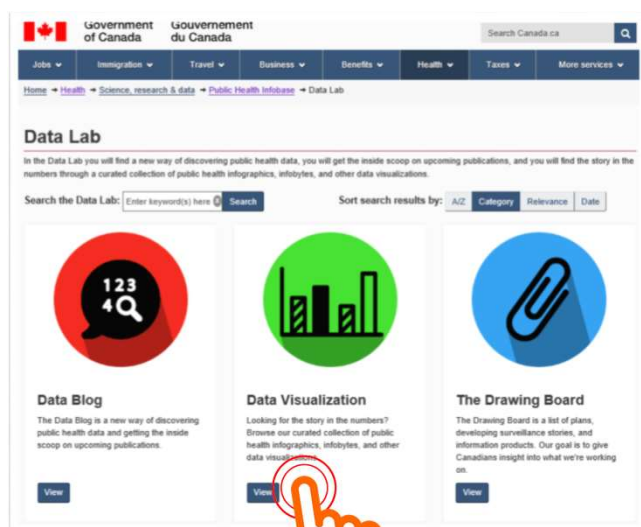 Government Gouvernement
of Canada du Canada
Search Canada.ca
Jobs Immigration Travel Business Benefits Health Taxes More services
Home → Health → Science, research & data → Public Health Infobase → Data Lab
Data Lab
In the Data Lab you will find a new way of discovering public health data, you will get the inside scoop on upcoming publications, and you will find the story in the
numbers through a curated collection of public health infographics, infobytes, and other data visualizations.
Search the Data Lab: Enter keyword(s) here Search Sort search results by: A/Z Category Relevance Date
123
4
Data Blog
The Data Blog is a new way of discovering
public health data and getting the inside
scoop on upcoming publications.
View
Data Visualization
Looking for the story in the numbers?
Browse our curated collection of public
health infographics, infobytes, and other
data visualizations.
View
The Drawing Board
The Drawing Board is a list of plans,
developing surveillance stories, and
information products. Our goal is to give
Canadians insight into what we're working
on.
View